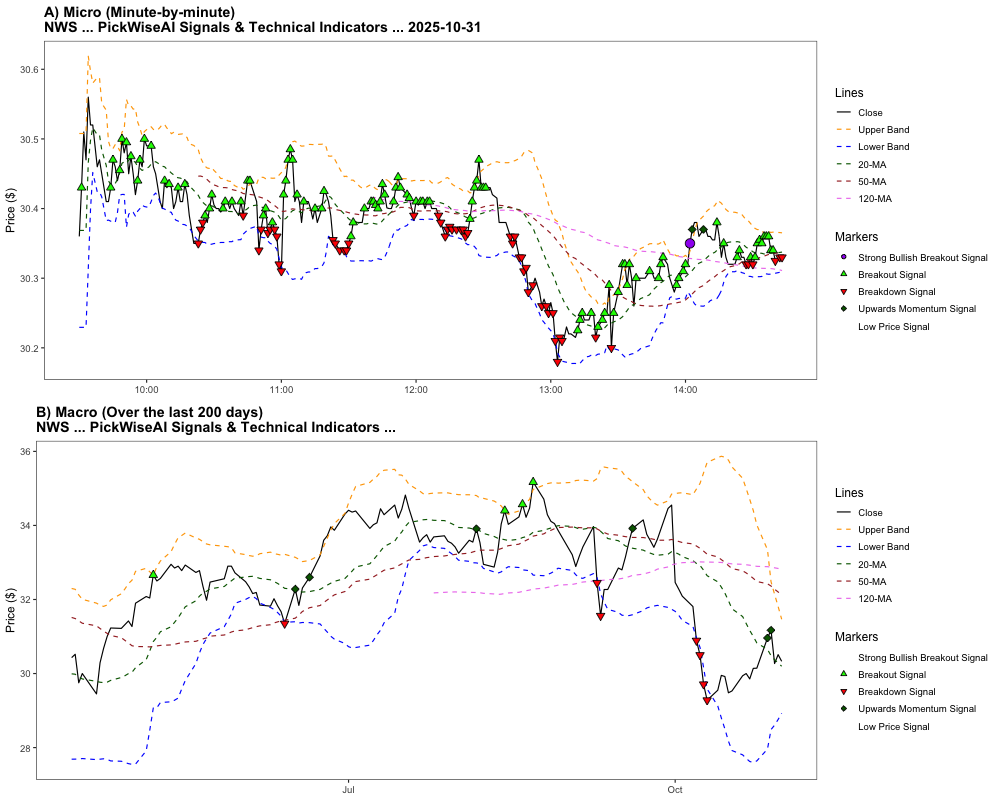 A) Micro (Minute-by-minute)
NWS ... PickWiseAI Signals & Technical Indicators ... 2025-10-31
Price ($)
30.6
30.5
30.4
30.3
30.2
10:00
11:00
12:00
13:00
14:00
Lines
Close
Upper Band
Lower Band
20-MA
50-MA
120-MA
Markers
Strong Bullish Breakout Signal
Breakout Signal
Breakdown Signal
Upwards Momentum Signal
Low Price Signal
B) Macro (Over the last 200 days)
NWS ... PickWiseAI Signals & Technical Indicators ...
Price ($)
36
34
32
30
28
Jul
Oct
Lines
Close
Upper Band
Lower Band
20-MA
50-MA
120-MA
Markers
Strong Bullish Breakout Signal
Breakout Signal
Breakdown Signal
Upwards Momentum Signal
Low Price Signal